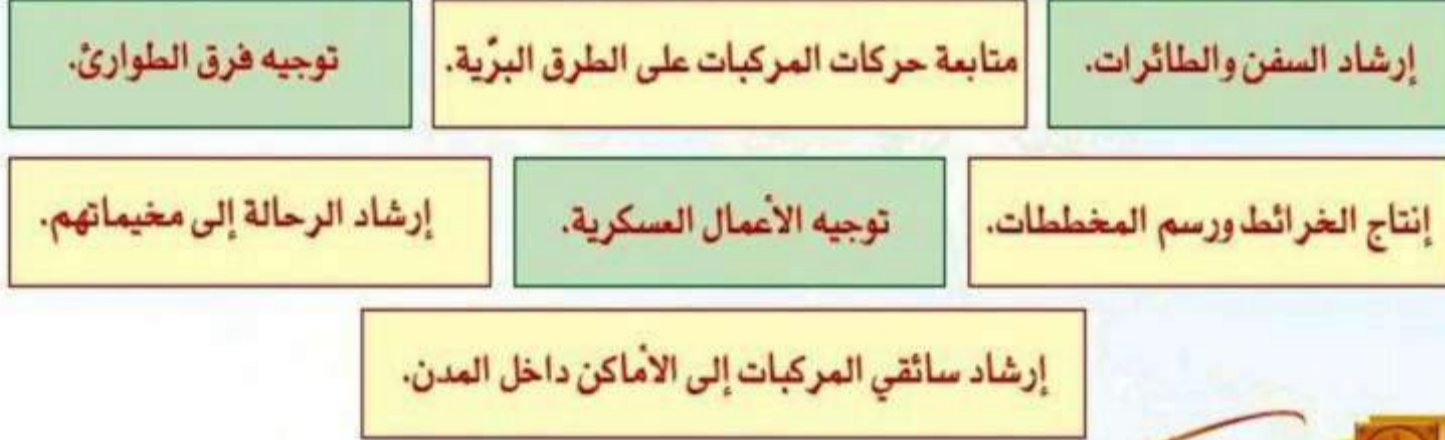 إرشاد السفن والطائرات.
متابعة حركات المركبات على الطرق البرّية.
توجيه فرق الطوارئ.
إنتاج الخرائط ورسم المخططات.
توجيه الأعمال العسكرية.
إرشاد الرحالة إلى مخيماتهم.
إرشاد سائقي المركبات إلى الأماكن داخل المدن.